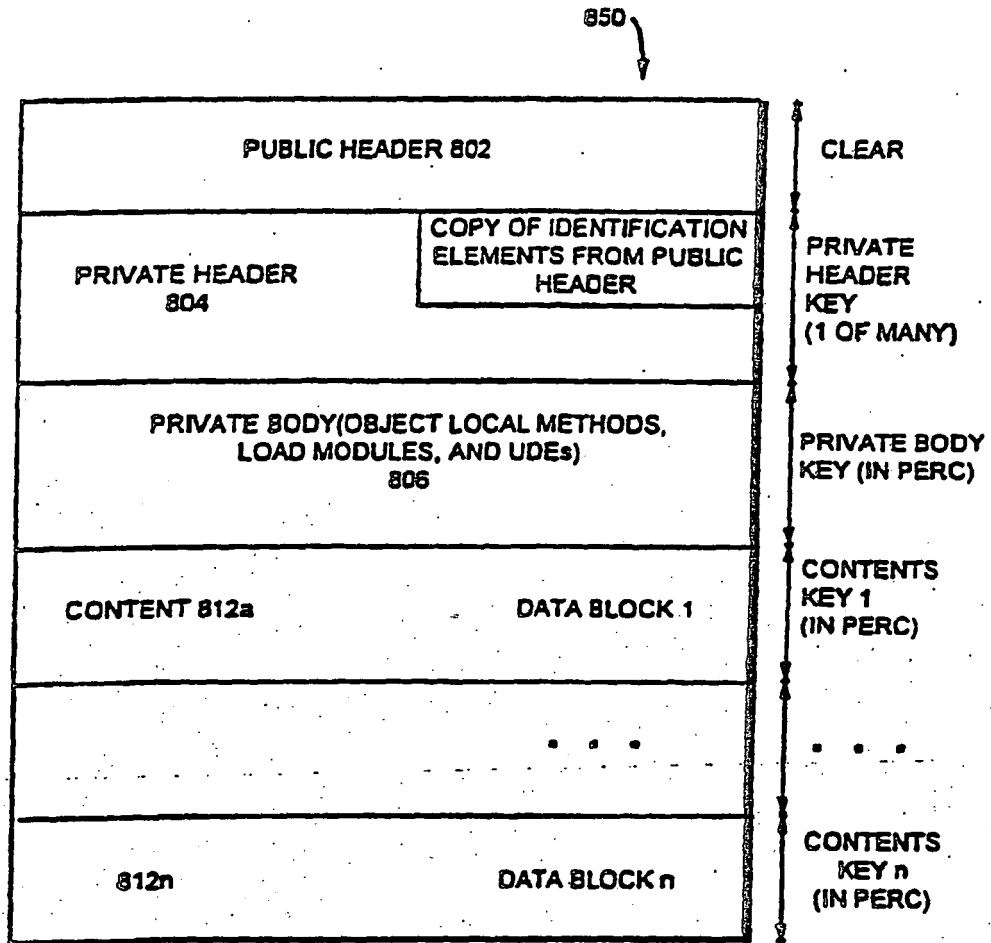 850
PUBLIC HEADER 802
CLEAR
PRIVATE HEADER
804
COPY OF IDENTIFICATION
ELEMENTS FROM PUBLIC
HEADER
PRIVATE
HEADER
KEY
(1 OF MANY)
PRIVATE BODY(OBJECT LOCAL METHODS,
LOAD MODULES, AND UDEs)
806
PRIVATE BODY
KEY (IN PERC)
CONTENT 812a
DATA BLOCK 1
CONTENTS
KEY 1
(IN PERC)
. . .
. . .
812n
DATA BLOCK n
CONTENTS
KEY n
(IN PERC)